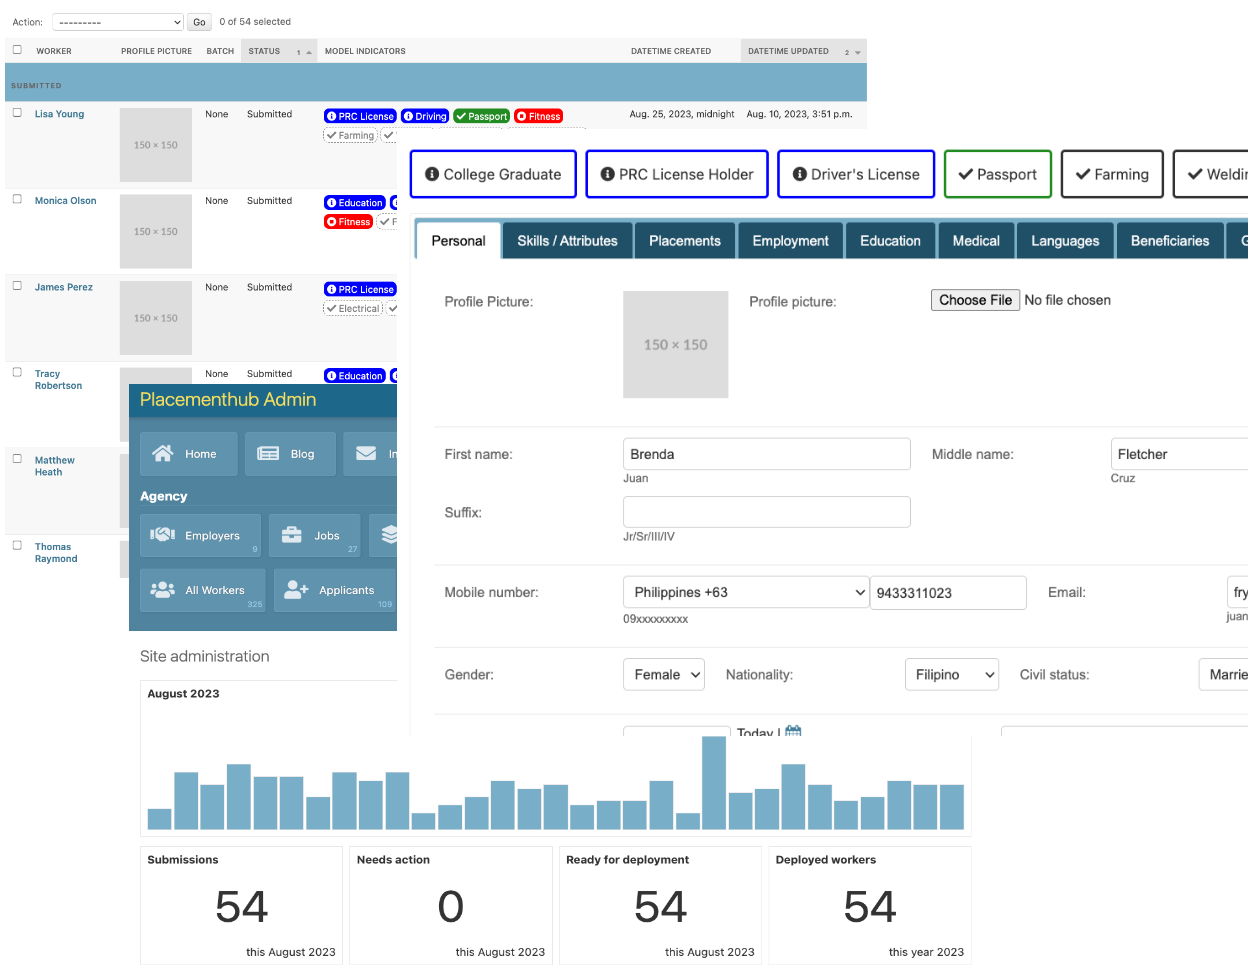 Action: --------- Go 0 of 54 selected
WORKER PROFILE PICTURE BATCH STATUS 1 MODEL INDICATORS DATETIME CREATED DATETIME UPDATED 2
SUBMITTED
Lisa Young 150 × 150 None Submitted PRC License Driving Passport Fitness Aug. 25, 2023, midnight Aug. 10, 2023, 3:51 p.m.
Farming
Monica Olson 150 × 150 None Submitted Education
Fitness F
James Perez 150 × 150 None Submitted PRC License
Electrical
Tracy Robertson None Submitted Education
Matthew Heath
Thomas Raymond
College Graduate PRC License Holder Driver's License Passport Farming Weldin
Personal Skills / Attributes Placements Employment Education Medical Languages Beneficiaries G
Profile Picture: 150 × 150 Profile picture: Choose File No file chosen
First name: Brenda Middle name: Fletcher
Juan Cruz
Suffix:
Jr/Sr/III/IV
Mobile number: Philippines +63 9433311023 Email: fry
09xxxxxxxxx juan
Gender: Female Nationality: Filipino Civil status: Marrie
Today |
Placementhub Admin
Home Blog In
Agency
Employers 9 Jobs 27
All Workers 325 Applicants 109
Site administration
August 2023
Submissions Needs action Ready for deployment Deployed workers
54 0 54 54
this August 2023 this August 2023 this August 2023 this year 2023